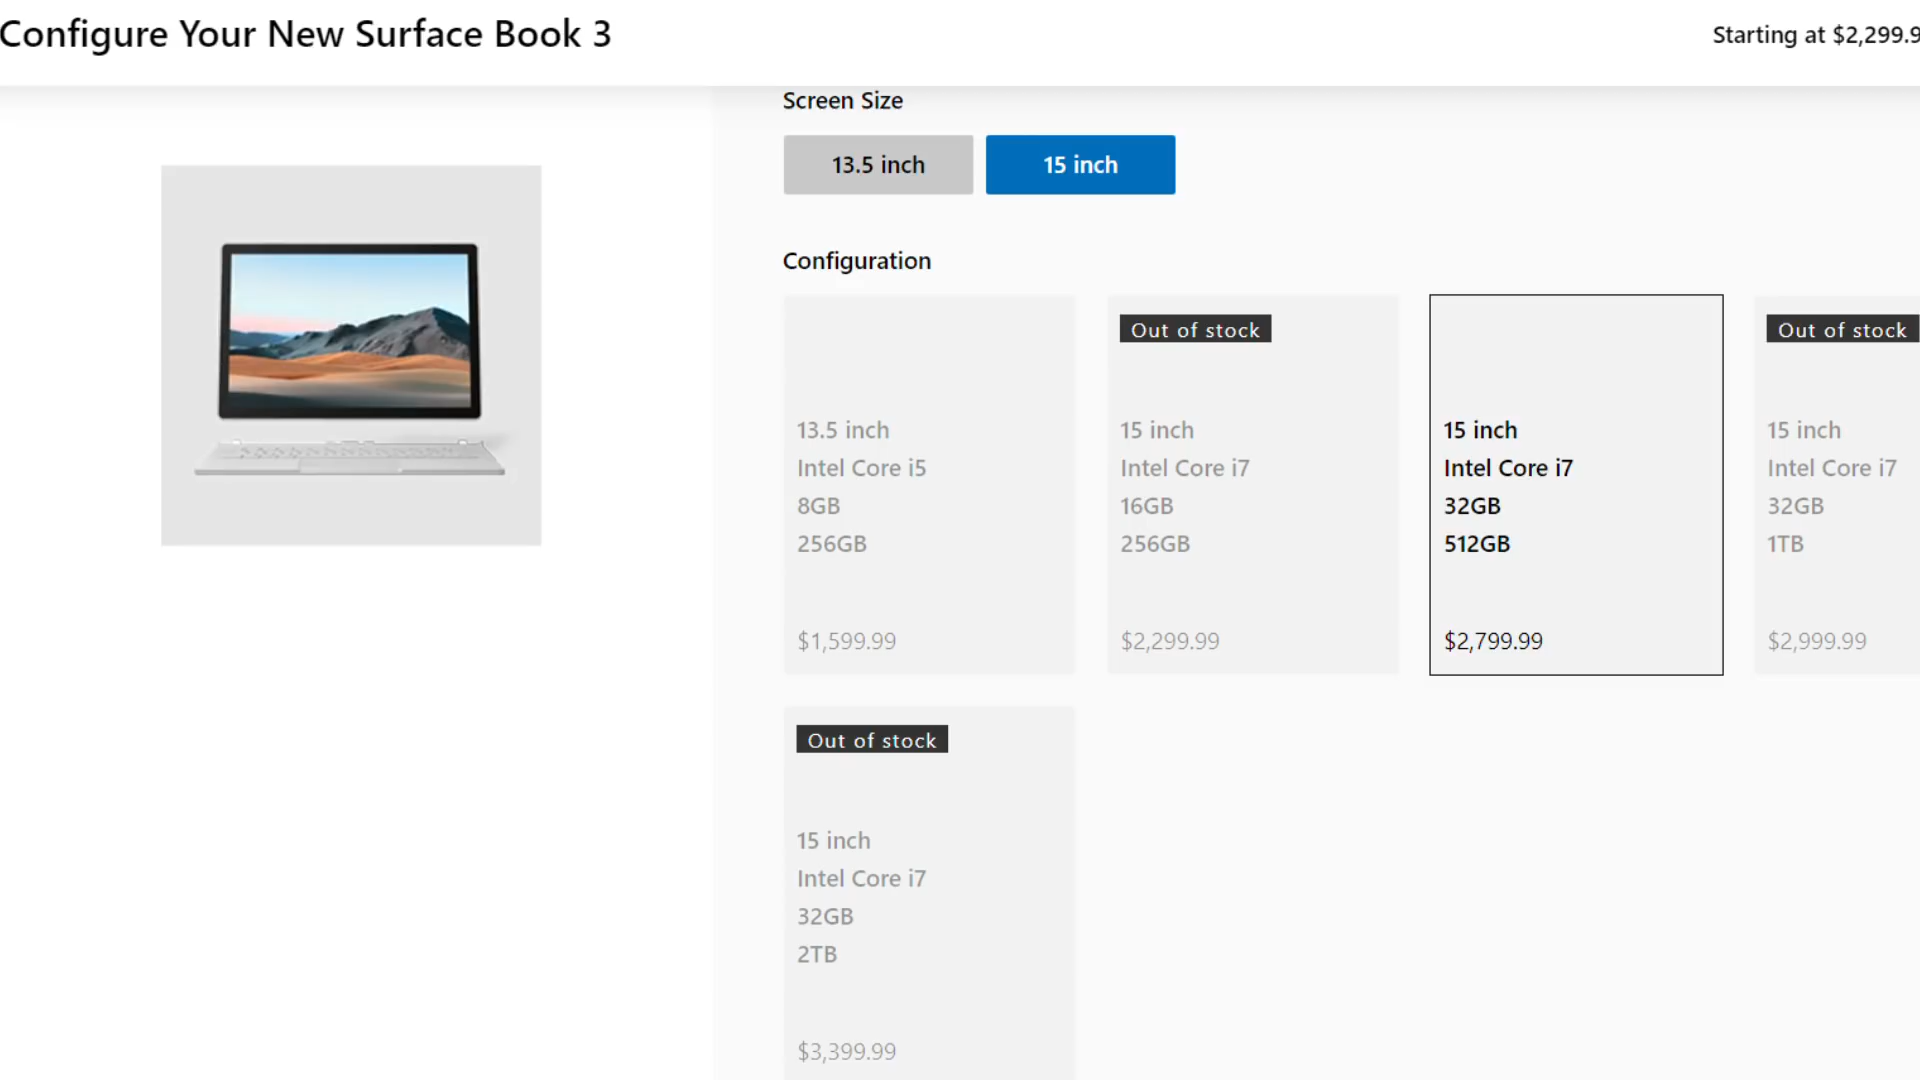 Configure Your New Surface Book 3
Starting at $2,299.9
Screen Size
13.5 inch
15 inch
Configuration
13.5 inch
Intel Core i5
8GB
256GB
$1,599.99
Out of stock
15 inch
Intel Core i7
16GB
256GB
$2,299.99
15 inch
Intel Core i7
32GB
512GB
$2,799.99
Out of stock
15 inch
Intel Core i7
32GB
1TB
$2,999.99
Out of stock
15 inch
Intel Core i7
32GB
2TB
$3,399.99